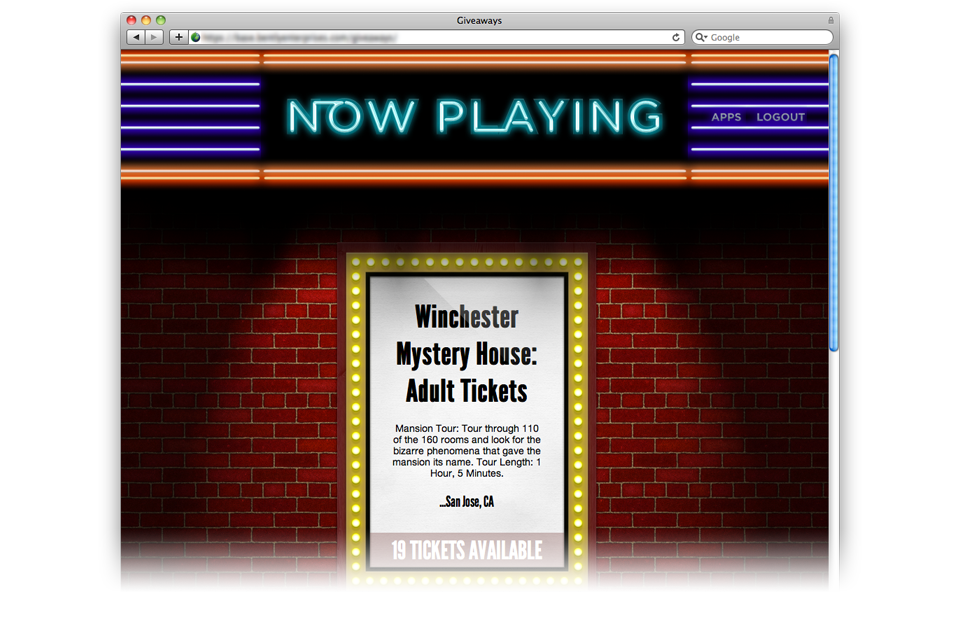 Giveaways
Google
NOW PLAYING
APPS LOGOUT
Winchester
Mystery House:
Adult Tickets
Mansion Tour: Tour through 110
of the 160 rooms and look for the
bizarre phenomena that gave the
mansion its name. Tour Length: 1
Hour, 5 Minutes.
...San Jose, CA
19 TICKETS AVAILABLE